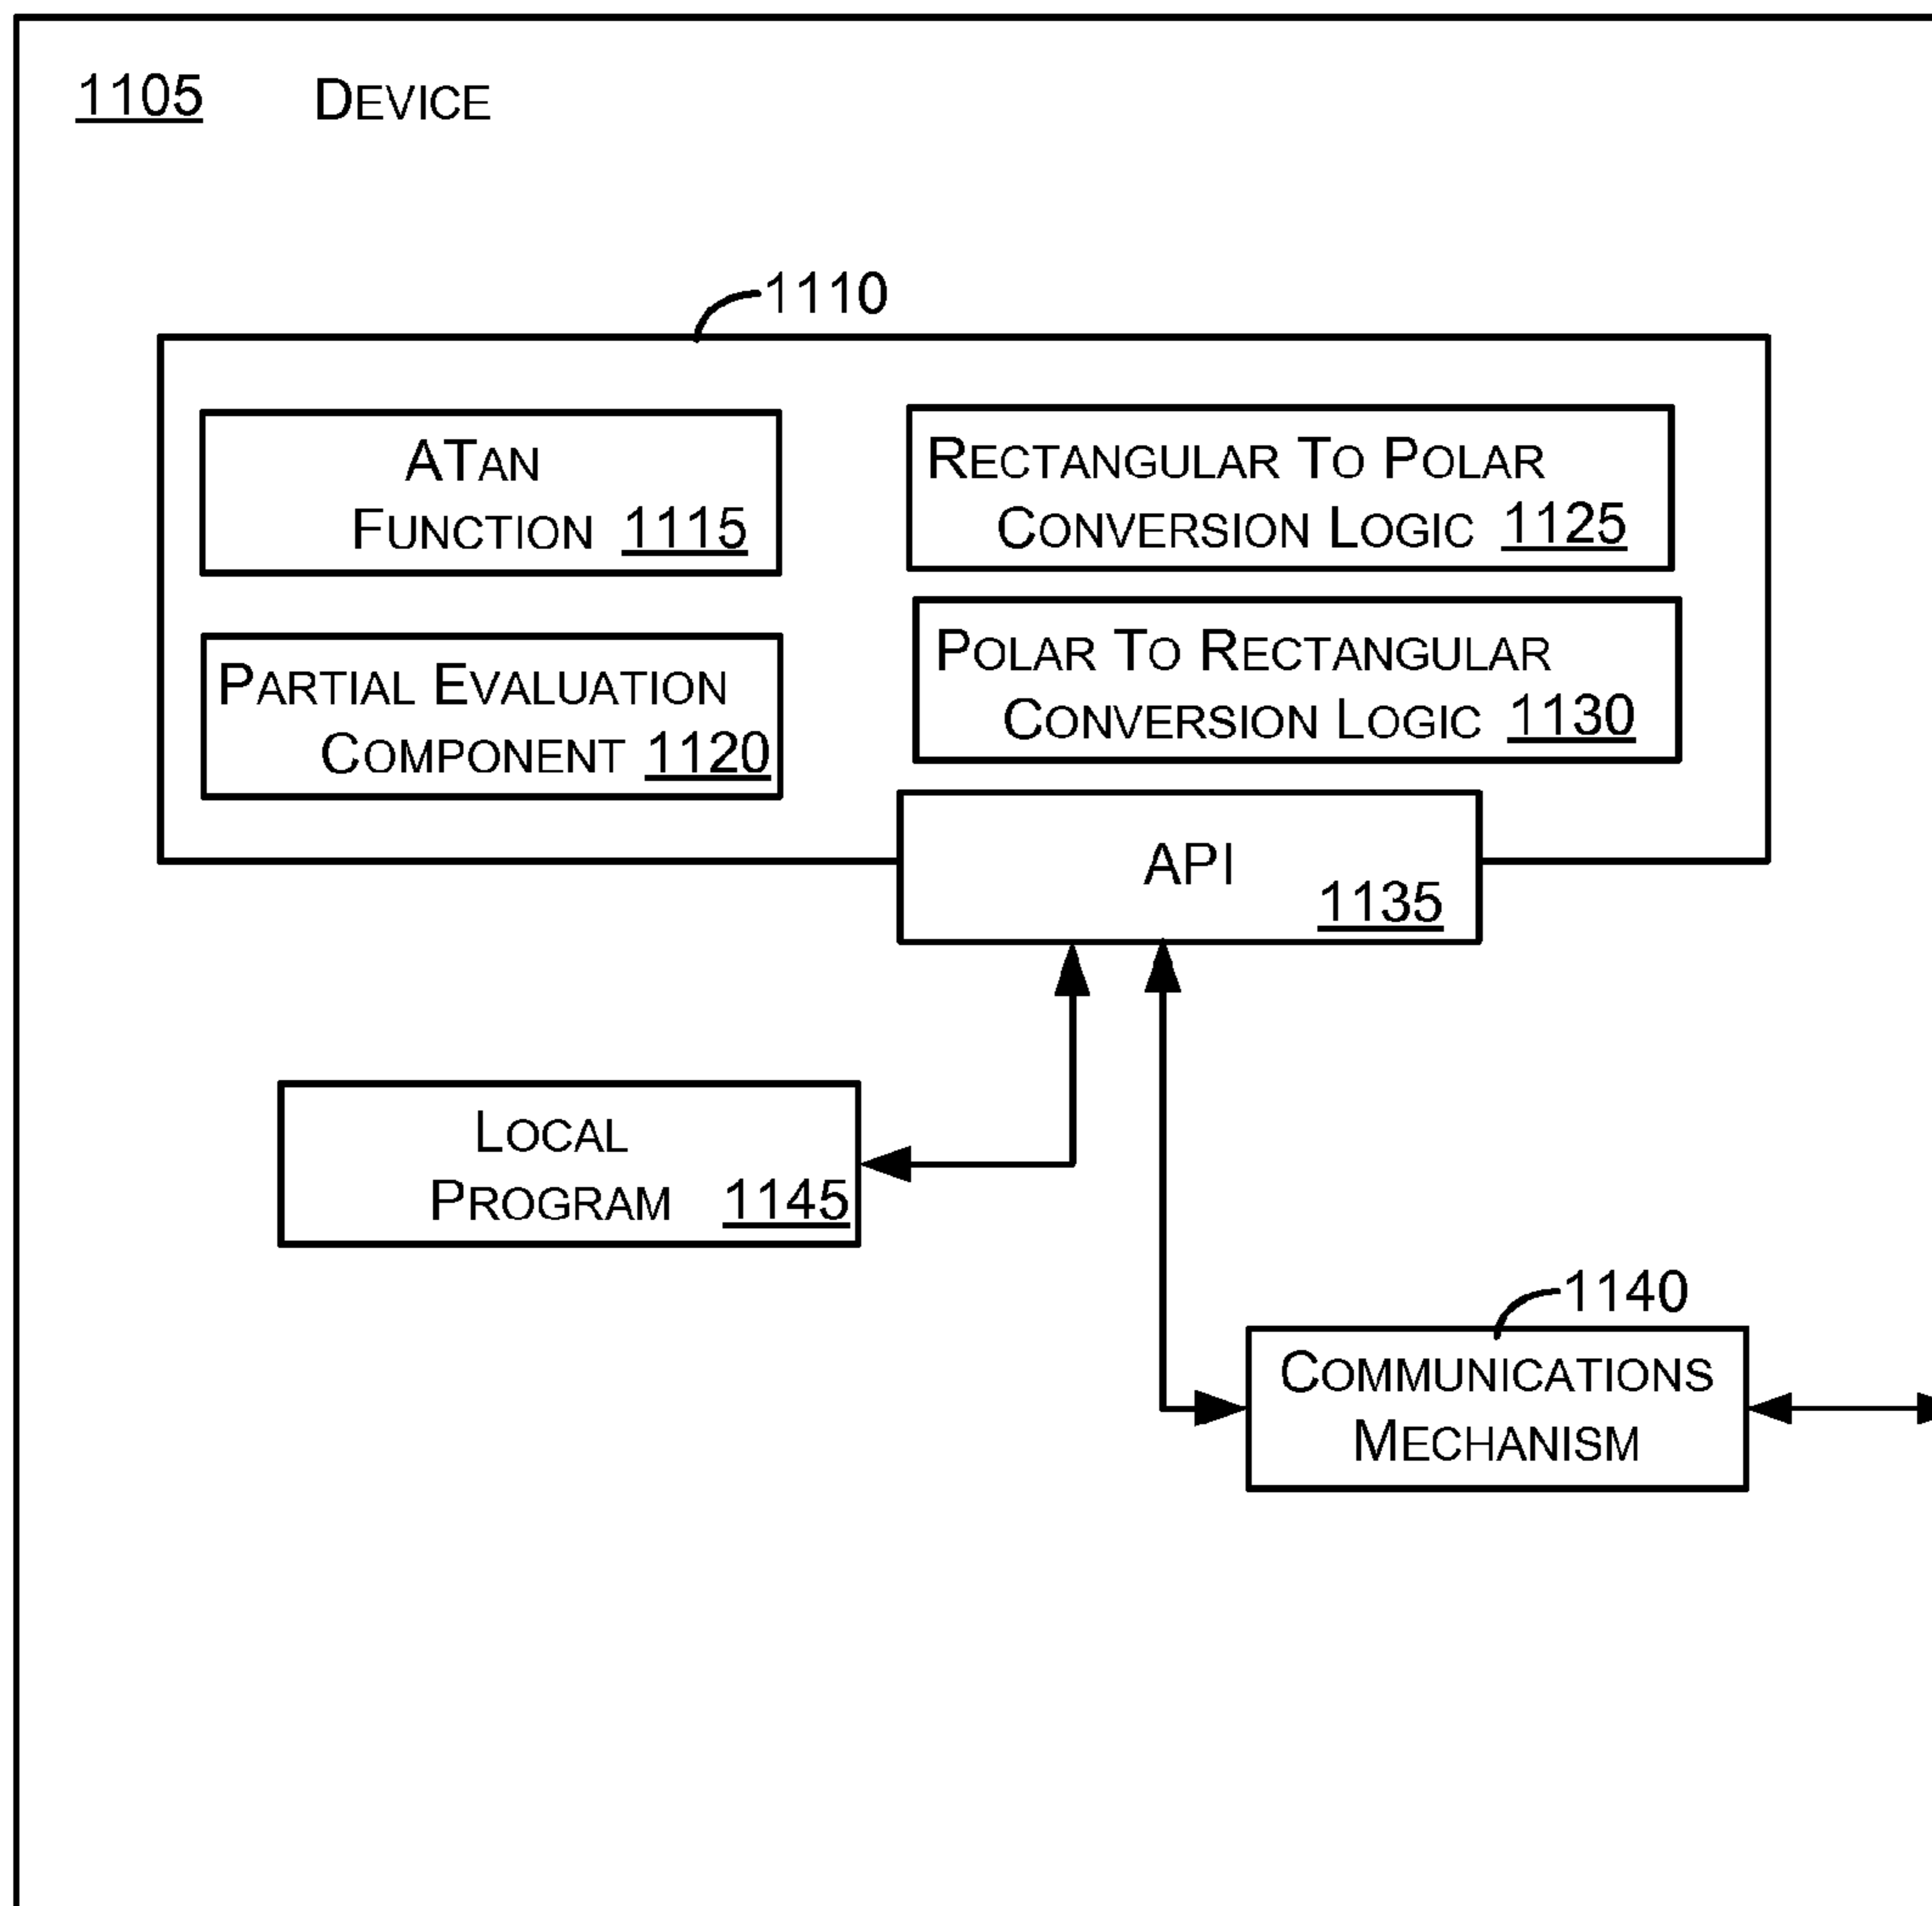 1105 DEVICE
1110
ATAN
FUNCTION 1115
RECTANGULAR TO POLAR
CONVERSION LOGIC 1125
PARTIAL EVALUATION
COMPONENT 1120
POLAR TO RECTANGULAR
CONVERSION LOGIC 1130
API
1135
LOCAL
PROGRAM 1145
1140
COMMUNICATIONS
MECHANISM